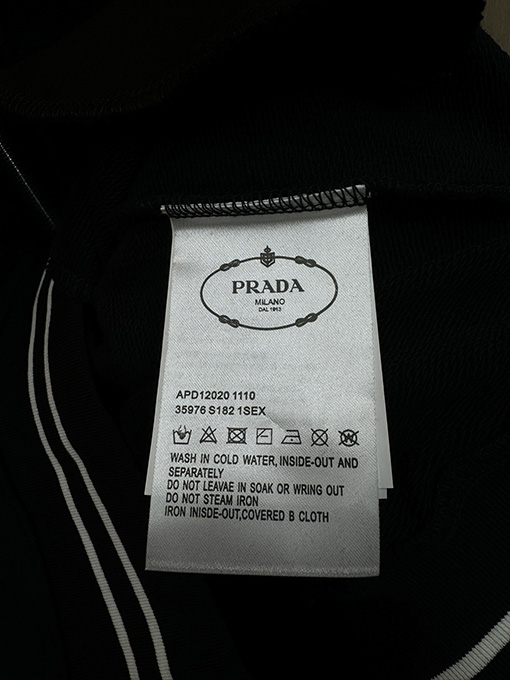 PRADA
MILANO
DAL 1913
APD12020 1110
35976 S182 1SEX
WASH IN COLD WATER, INSIDE-OUT AND
SEPARATELY
DO NOT LEAVAE IN SOAK OR WRING OUT
DO NOT STEAM IRON
IRON INISDE-OUT,COVERED B CLOTH